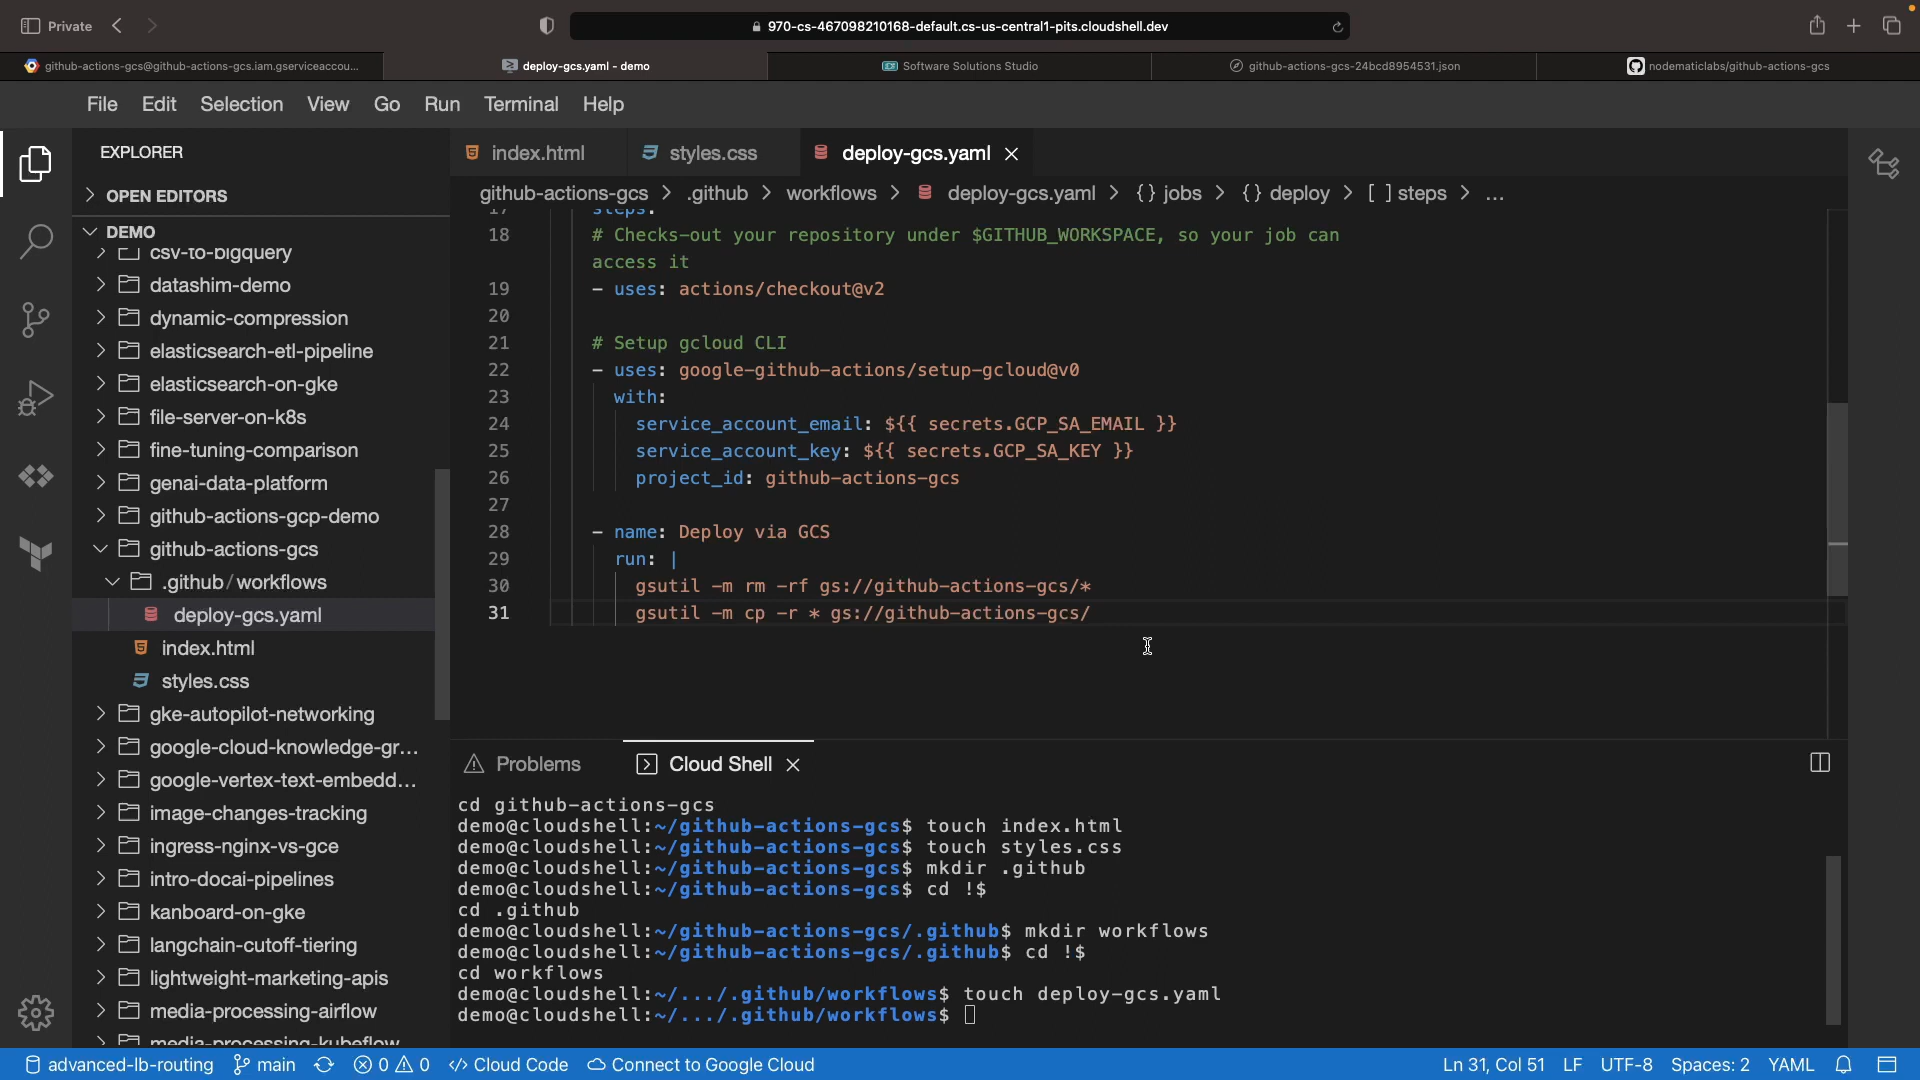 Private
970-cs-467098210168-default.cs-us-central1-pits.cloudshell.dev
github-actions-gcs@github-actions-gcs.iam.gserviceaccou...
deploy-gcs.yaml - demo
Software Solutions Studio
github-actions-gcs-24bcd8954531.json
nodematiclabs/github-actions-gcs
File Edit Selection View Go Run Terminal Help
EXPLORER
OPEN EDITORS
DEMO
csv-to-bigquery
datashim-demo
dynamic-compression
elasticsearch-etl-pipeline
elasticsearch-on-gke
file-server-on-k8s
fine-tuning-comparison
genai-data-platform
github-actions-gcp-demo
github-actions-gcs
.github/workflows
deploy-gcs.yaml
index.html
styles.css
gke-autopilot-networking
google-cloud-knowledge-gr...
google-vertex-text-embedd...
image-changes-tracking
ingress-nginx-vs-gce
intro-docai-pipelines
kanboard-on-gke
langchain-cutoff-tiering
lightweight-marketing-apis
media-processing-airflow
media-processing-kubeflow
index.html
styles.css
deploy-gcs.yaml
github-actions-gcs > .github > workflows > deploy-gcs.yaml > {} jobs > {} deploy > [ ] steps > ...
17 steps:
18 # Checks-out your repository under $GITHUB_WORKSPACE, so your job can
access it
19 - uses: actions/checkout@v2
20
21 # Setup gcloud CLI
22 - uses: google-github-actions/setup-gcloud@v0
23 with:
24 service_account_email: ${{ secrets.GCP_SA_EMAIL }}
25 service_account_key: ${{ secrets.GCP_SA_KEY }}
26 project_id: github-actions-gcs
27
28 - name: Deploy via GCS
29 run: |
30 gsutil -m rm -rf gs://github-actions-gcs/*
31 gsutil -m cp -r * gs://github-actions-gcs/
Problems
Cloud Shell
cd github-actions-gcs
demo@cloudshell:~/github-actions-gcs$ touch index.html
demo@cloudshell:~/github-actions-gcs$ touch styles.css
demo@cloudshell:~/github-actions-gcs$ mkdir .github
demo@cloudshell:~/github-actions-gcs$ cd !$
cd .github
demo@cloudshell:~/github-actions-gcs/.github$ mkdir workflows
demo@cloudshell:~/github-actions-gcs/.github$ cd !$
cd workflows
demo@cloudshell:~/.../.github/workflows$ touch deploy-gcs.yaml
demo@cloudshell:~/.../.github/workflows$
advanced-lb-routing main 0 0 </> Cloud Code Connect to Google Cloud
Ln 31, Col 51 LF UTF-8 Spaces: 2 YAML